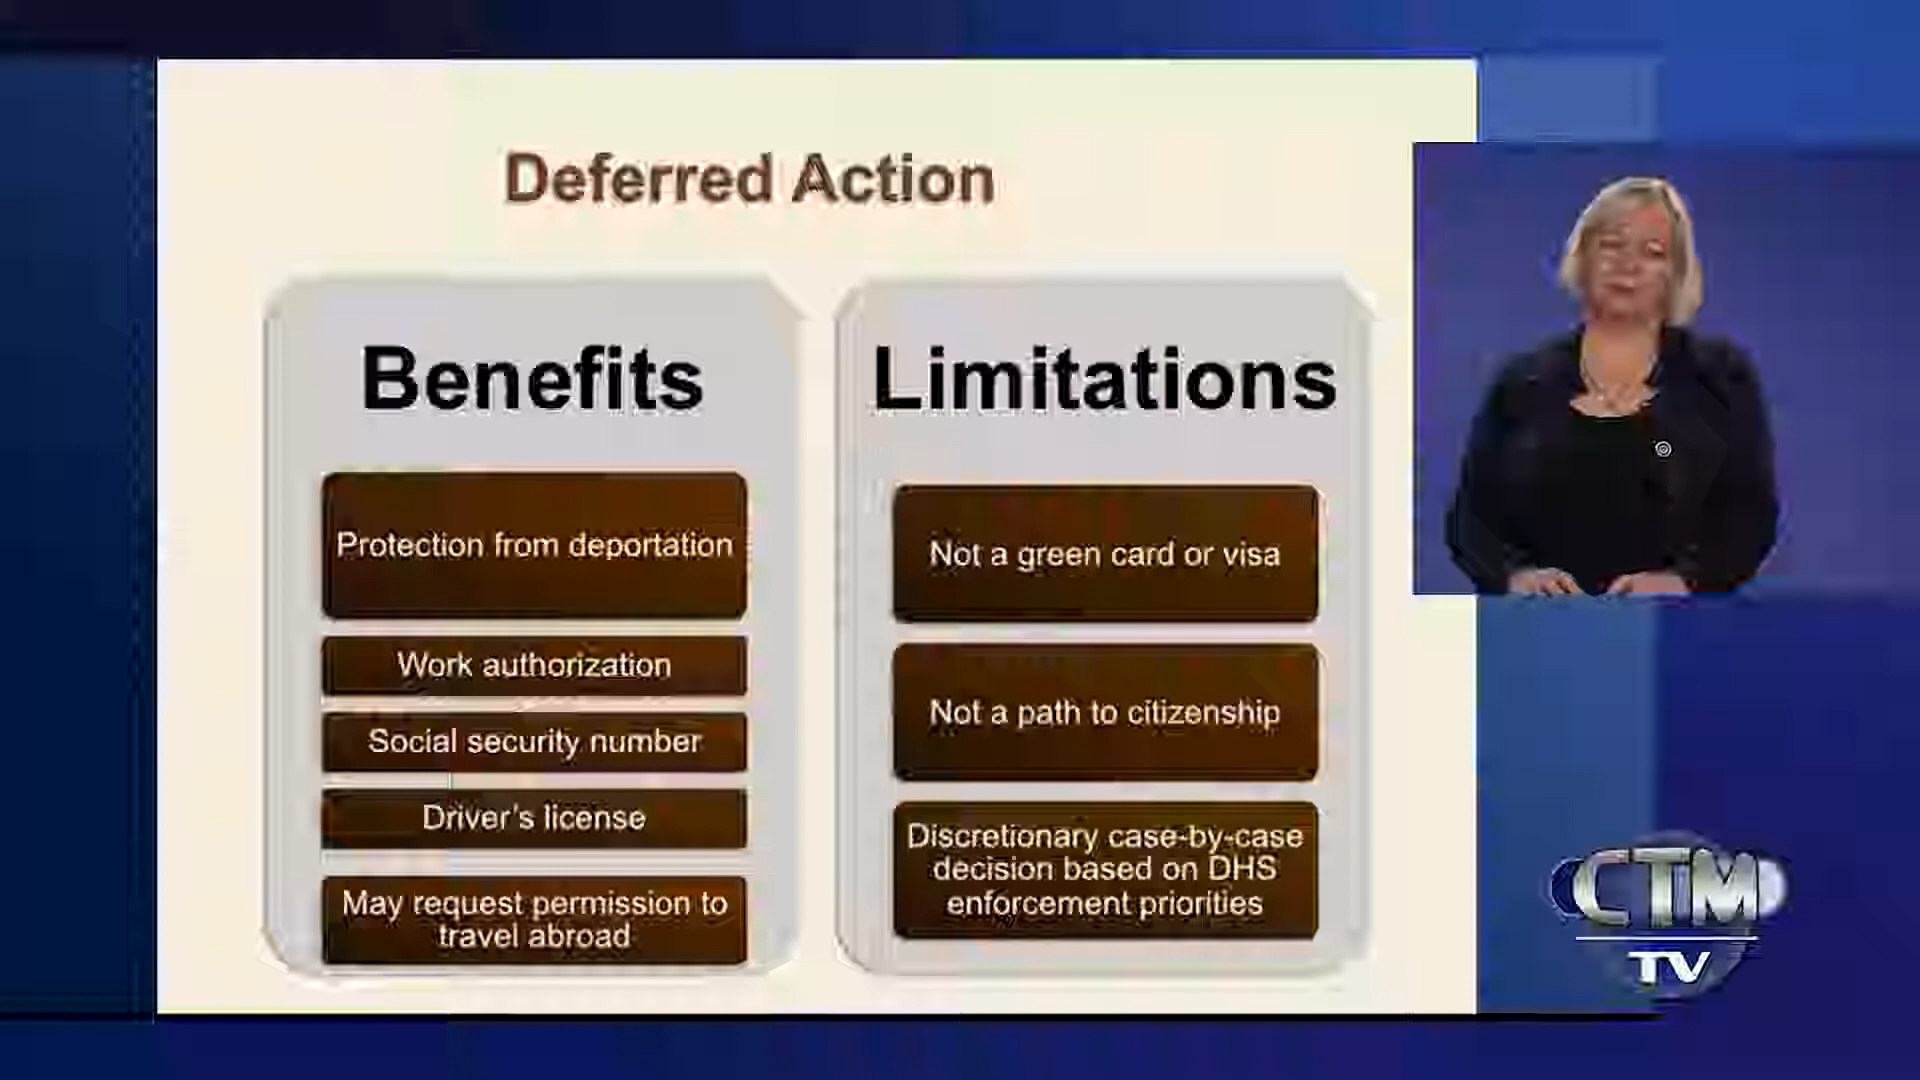 Deferred Action
Benefits
Protection from deportation
Work authorization
Social security number
Driver's license
May request permission to
travel abroad
Limitations
Not a green card or visa
Not a path to citizenship
Discretionary case-by-case
decision based on DHS
enforcement priorities
CTM
TV